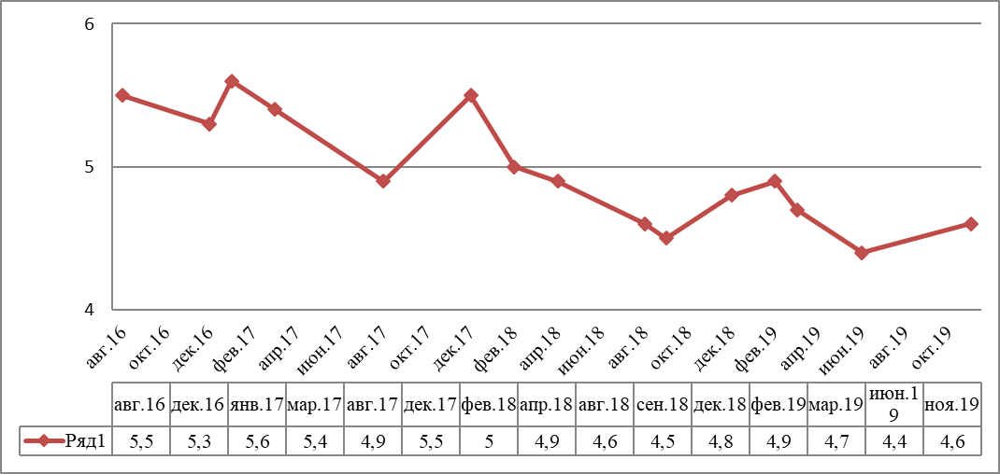 6
5
4
авг.16 окт.16 дек.16 фев.17 апр.17 июн.17 авг.17 окт.17 дек.17 фев.18 апр.18 июн.18 авг.18 окт.18 дек.18 фев.19 апр.19 июн.19 авг.19 окт.19
авг.16 дек.16 янв.17 мар.17 авг.17 дек.17 фев.18 апр.18 авг.18 сен.18 дек.18 фев.19 мар.19 июн.1 ноя.19
9
Ряд1 5,5 5,3 5,6 5,4 4,9 5,5 5 4,9 4,6 4,5 4,8 4,9 4,7 4,4 4,6